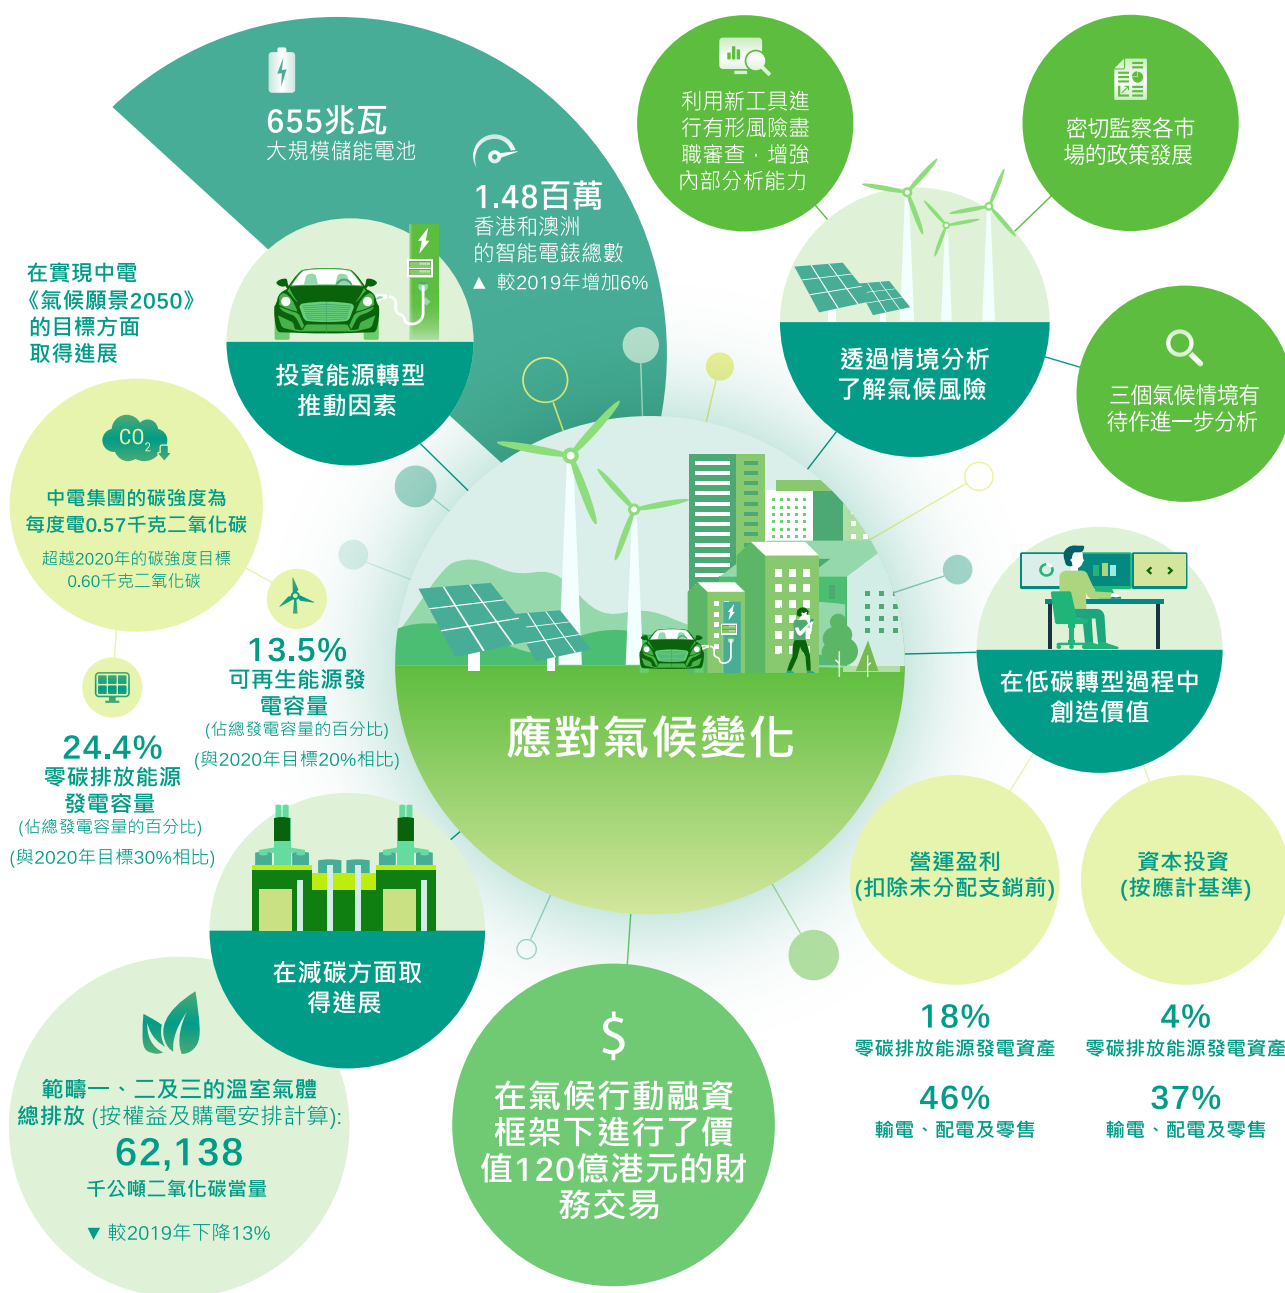 655兆瓦
大規模儲能電池
1.48百萬
香港和澳洲
的智能電錶總數
▲ 較2019年增加6%
投資能源轉型
推動因素
利用新工具進
行有形風險盡
職審查,增強
內部分析能力
密切監察各市
場的政策發展
透過情境分析
了解氣候風險
三個氣候情境有
待作進一步分析
在實現中電
《氣候願景2050》
的目標方面
取得進展
CO2
中電集團的碳強度為
每度電0.57千克二氧化碳
超越2020年的碳強度目標
0.60千克二氧化碳
13.5%
可再生能源發
電容量
(佔總發電容量的百分比)
(與2020年目標20%相比)
24.4%
零碳排放能源
發電容量
(佔總發電容量的百分比)
(與2020年目標30%相比)
應對氣候變化
在低碳轉型過程中
創造價值
營運盈利
(扣除未分配支銷前)
18%
零碳排放能源發電資產
46%
輸電、配電及零售
資本投資
(按應計基準)
4%
零碳排放能源發電資產
37%
輸電、配電及零售
在減碳方面取
得進展
範疇一、二及三的溫室氣體
總排放 (按權益及購電安排計算):
62,138
千公噸二氧化碳當量
▼ 較2019年下降13%
$
在氣候行動融資
框架下進行了價
值120億港元的財
務交易